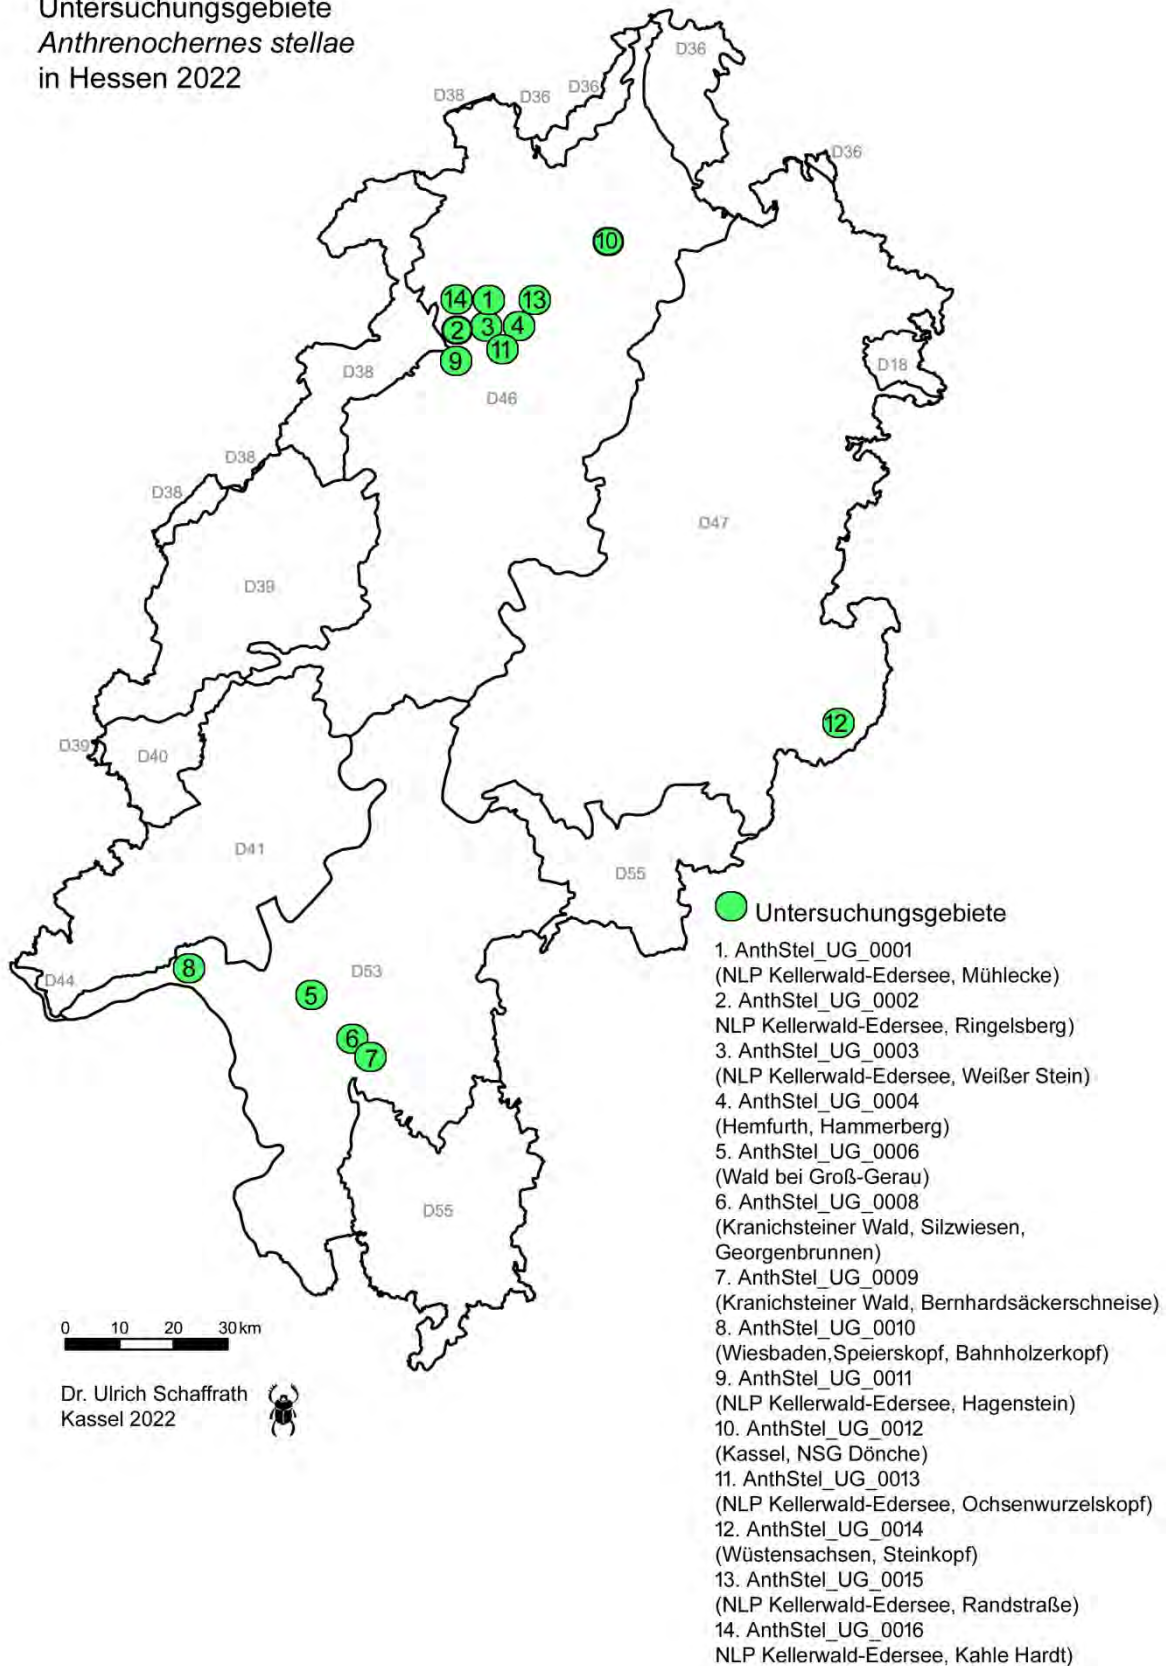 Untersuchungsgebiete
Anthrenochernes stellae
in Hessen 2022
D36
D38
D36
D36
D36
10
14
1
13
2
3
4
11
9
D38
D46
D18
D38
D38
D47
D39
12
D39
D40
D41
D55
D44
8
D53
5
6
7
D55
Untersuchungsgebiete
1. AnthStel_UG_0001
(NLP Kellerwald-Edersee, Mühlecke)
2. AnthStel_UG_0002
NLP Kellerwald-Edersee, Ringelsberg)
3. AnthStel_UG_0003
(NLP Kellerwald-Edersee, Weißer Stein)
4. AnthStel_UG_0004
(Hemfurth, Hammerberg)
5. AnthStel_UG_0006
(Wald bei Groß-Gerau)
6. AnthStel_UG_0008
(Kranichsteiner Wald, Silzwiesen,
Georgenbrunnen)
7. AnthStel_UG_0009
(Kranichsteiner Wald, Bernhardsäckerschneise)
8. AnthStel_UG_0010
(Wiesbaden,Speierskopf, Bahnholzerkopf)
9. AnthStel_UG_0011
(NLP Kellerwald-Edersee, Hagenstein)
10. AnthStel_UG_0012
(Kassel, NSG Dönche)
11. AnthStel_UG_0013
(NLP Kellerwald-Edersee, Ochsenwurzelskopf)
12. AnthStel_UG_0014
(Wüstensachsen, Steinkopf)
13. AnthStel_UG_0015
(NLP Kellerwald-Edersee, Randstraße)
14. AnthStel_UG_0016
NLP Kellerwald-Edersee, Kahle Hardt)
0 10 20 30km
Dr. Ulrich Schaffrath
Kassel 2022